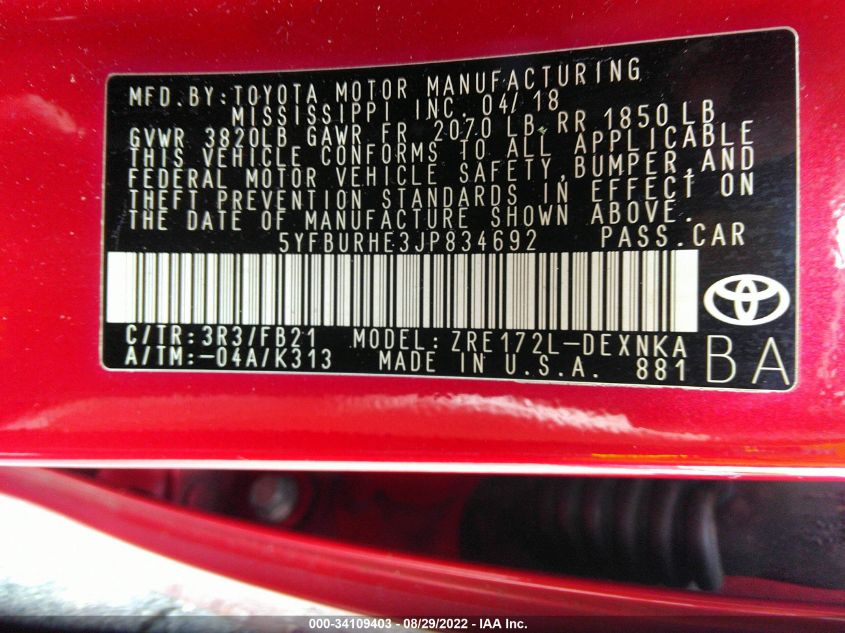 MFD. BY: TOYOTA MOTOR MANUFACTURING
MISSISSIPPI INC. 04/18
GVWR 3820LB GAWR FR 2070 LB, RR 1850 LB
THIS VEHICLE CONFORMS TO ALL APPLICABLE
FEDERAL MOTOR VEHICLE SAFETY, BUMPER, AND
THEFT PREVENTION STANDARDS IN EFFECT ON
THE DATE OF MANUFACTURE SHOWN ABOVE.
5YFBURHE3JP834692 PASS. CAR
C/TR: 3R3/FB21 MODEL: ZRE172L-DEXNKA
A/TM: -04A/K313 MADE IN U.S.A. 881
BA
000-34109403 - 08/29/2022 - IAA Inc.